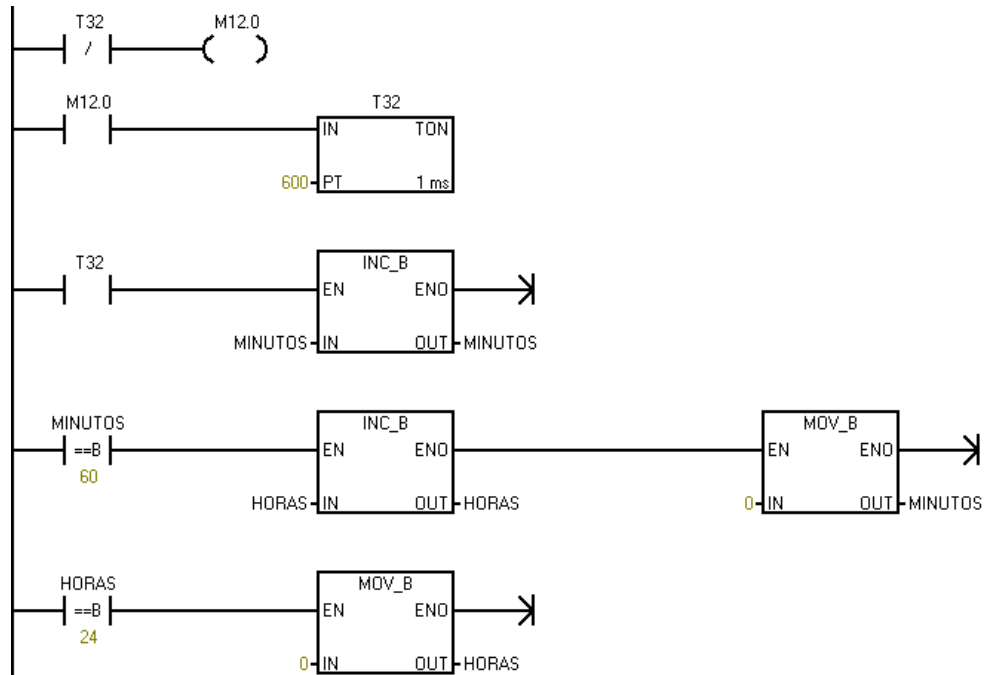 T32 M12.0
/
M12.0 T32
IN TON
600 PT 1 ms
T32 INC_B
EN ENO
MINUTOS IN OUT MINUTOS
MINUTOS INC_B MOV_B
==B EN ENO EN ENO
60
HORAS IN OUT HORAS 0 IN OUT MINUTOS
HORAS MOV_B
==B EN ENO
24
0 IN OUT HORAS